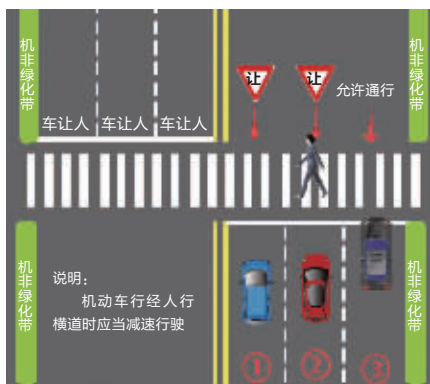 机非绿化带
机非绿化带
让
让
允许通行
车让人 车让人 车让人
机非绿化带
机非绿化带
说明：
机动车行经人行
横道时应当减速行驶
① ② ③